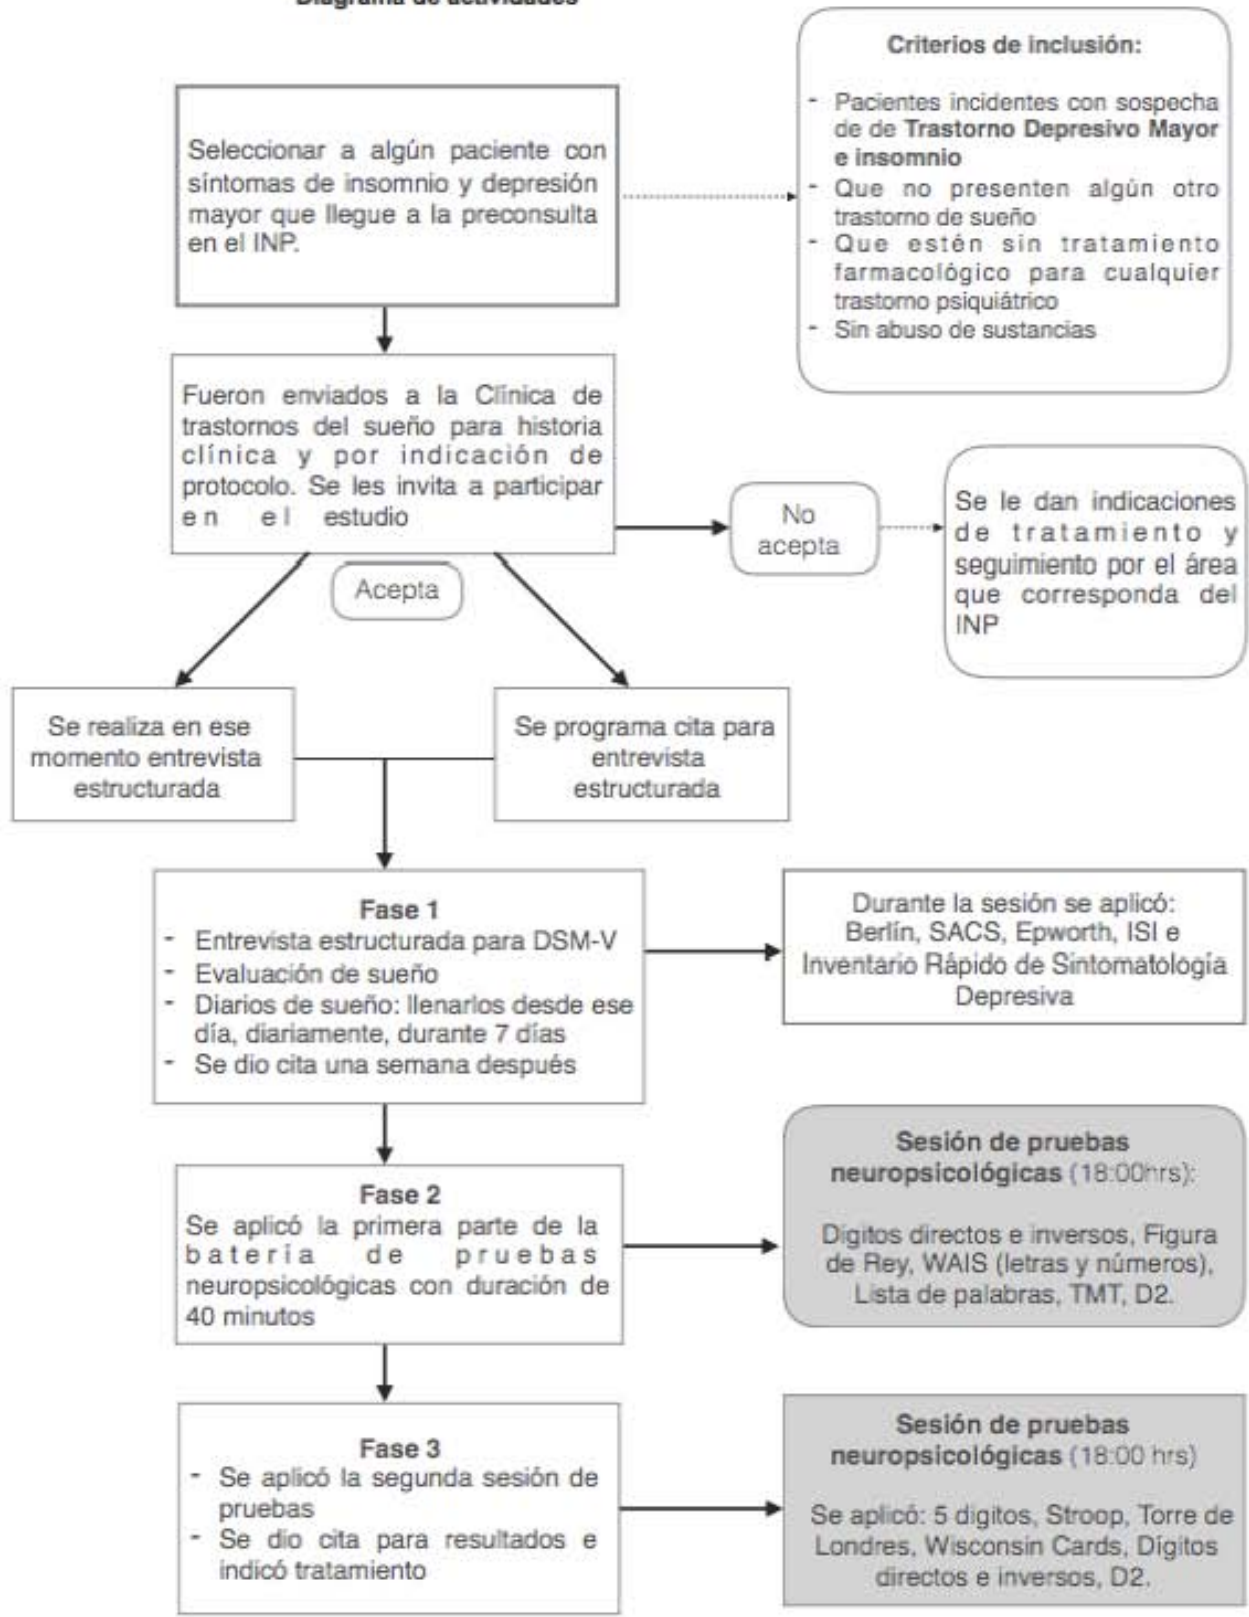 Diagrama de actividades
Criterios de inclusión:
- Pacientes incidentes con sospecha
de de Trastorno Depresivo Mayor
e insomnio
- Que no presenten algún otro
trastorno de sueño
- Que estén sin tratamiento
farmacológico para cualquier
trastorno psiquiátrico
- Sin abuso de sustancias
Seleccionar a algún paciente con
síntomas de insomnio y depresión
mayor que llegue a la preconsulta
en el INP.
Fueron enviados a la Clínica de
trastornos del sueño para historia
clínica y por indicación de
protocolo. Se les invita a participar
en el estudio
No
acepta
Se le dan indicaciones
de tratamiento y
seguimiento por el área
que corresponda del
INP
Acepta
Se realiza en ese
momento entrevista
estructurada
Se programa cita para
entrevista
estructurada
Fase 1
- Entrevista estructurada para DSM-V
- Evaluación de sueño
- Diarios de sueño: llenarlos desde ese
día, diariamente, durante 7 días
- Se dio cita una semana después
Durante la sesión se aplicó:
Berlín, SACS, Epworth, ISI e
Inventario Rápido de Sintomatología
Depresiva
Fase 2
Se aplicó la primera parte de la
batería de pruebas
neuropsicológicas con duración de
40 minutos
Sesión de pruebas
neuropsicológicas (18:00hrs):
Digitos directos e inversos, Figura
de Rey, WAIS (letras y números),
Lista de palabras, TMT, D2.
Fase 3
- Se aplicó la segunda sesión de
pruebas
- Se dio cita para resultados e
indicó tratamiento
Sesión de pruebas
neuropsicológicas (18:00 hrs)
Se aplicó: 5 digitos, Stroop, Torre de
Londres, Wisconsin Cards, Dígitos
directos e inversos, D2.